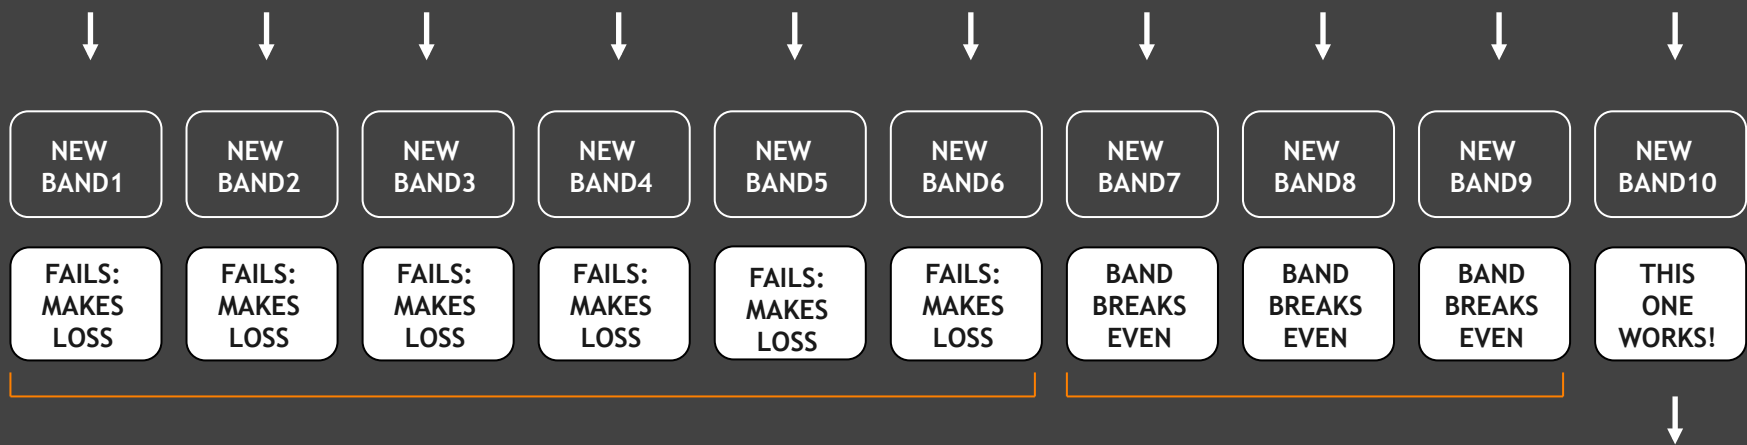 NEW
BAND1
NEW
BAND2
NEW
BAND3
NEW
BAND4
NEW
BAND5
NEW
BAND6
NEW
BAND7
NEW
BAND8
NEW
BAND9
NEW
BAND10
FAILS:
MAKES
LOSS
FAILS:
MAKES
LOSS
FAILS:
MAKES
LOSS
FAILS:
MAKES
LOSS
FAILS:
MAKES
LOSS
FAILS:
MAKES
LOSS
BAND
BREAKS
EVEN
BAND
BREAKS
EVEN
BAND
BREAKS
EVEN
THIS
ONE
WORKS!